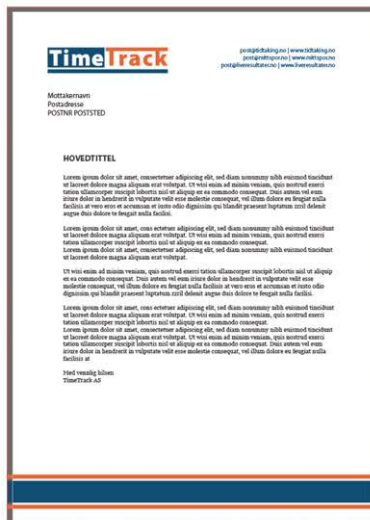 TimeTrack
post@tidtaking.no | www.tidtaking.no
post@mittspor.no | www.mittspor.no
post@liveresultater.no | www.liveresultater.no
Mottakernavn
Postadresse
POSTNR POSTSTED
HOVEDTITTEL
Lorem ipsum dolor sit amet, consectetuer adipiscing elit, sed diam nonummy nibh euismod tincidunt
ut laoreet dolore magna aliquam erat volutpat. Ut wisi enim ad minim veniam, quis nostrud exerci
tation ullamcorper suscipit lobortis nisl ut aliquip ex ea commodo consequat. Duis autem vel eum
iriure dolor in hendrerit in vulputate velit esse molestie consequat, vel illum dolore eu feugiat nulla
facilisis at vero eros et accumsan et iusto odio dignissim qui blandit praesent luptatum zzril delenit
augue duis dolore te feugait nulla facilisi.
Lorem ipsum dolor sit amet, cons ectetuer adipiscing elit, sed diam nonummy nibh euismod tincidunt
ut laoreet dolore magna aliquam erat volutpat. Ut wisi enim ad minim veniam, quis nostrud exerci
tation ullamcorper suscipit lobortis nisl ut aliquip ex ea commodo consequat.
Lorem ipsum dolor sit amet, consectetuer adipiscing elit, sed diam nonummy nibh euismod tincidunt
ut laoreet dolore magna aliquam erat volutpat.
Ut wisi enim ad minim veniam, quis nostrud exerci tation ullamcorper suscipit lobortis nisl ut aliquip
ex ea commodo consequat. Duis autem vel eum iriure dolor in hendrerit in vulputate velit esse
molestie consequat, vel illum dolore eu feugiat nulla facilisis at vero eros et accumsan et iusto odio
dignissim qui blandit praesent luptatum zzril delenit augue duis dolore te feugait nulla facilisi.
Lorem ipsum dolor sit amet, cons ectetuer adipiscing elit, sed diam nonummy nibh euismod tincidunt
ut laoreet dolore magna aliquam erat volutpat. Ut wisi enim ad minim veniam, quis nostrud exerci
tation ullamcorper suscipit lobortis nisl ut aliquip ex ea commodo consequat.
Lorem ipsum dolor sit amet, consectetuer adipiscing elit, sed diam nonummy nibh euismod tincidunt
ut laoreet dolore magna aliquam erat volutpat. Ut wisi enim ad minim veniam, quis nostrud exerci
tation ullamcorper suscipit lobortis nisl ut aliquip ex ea commodo consequat. Duis autem vel eum
iriure dolor in hendrerit in vulputate velit esse molestie consequat, vel illum dolore eu feugiat nulla
facilisis at
Med vennlig hilsen
TimeTrack AS